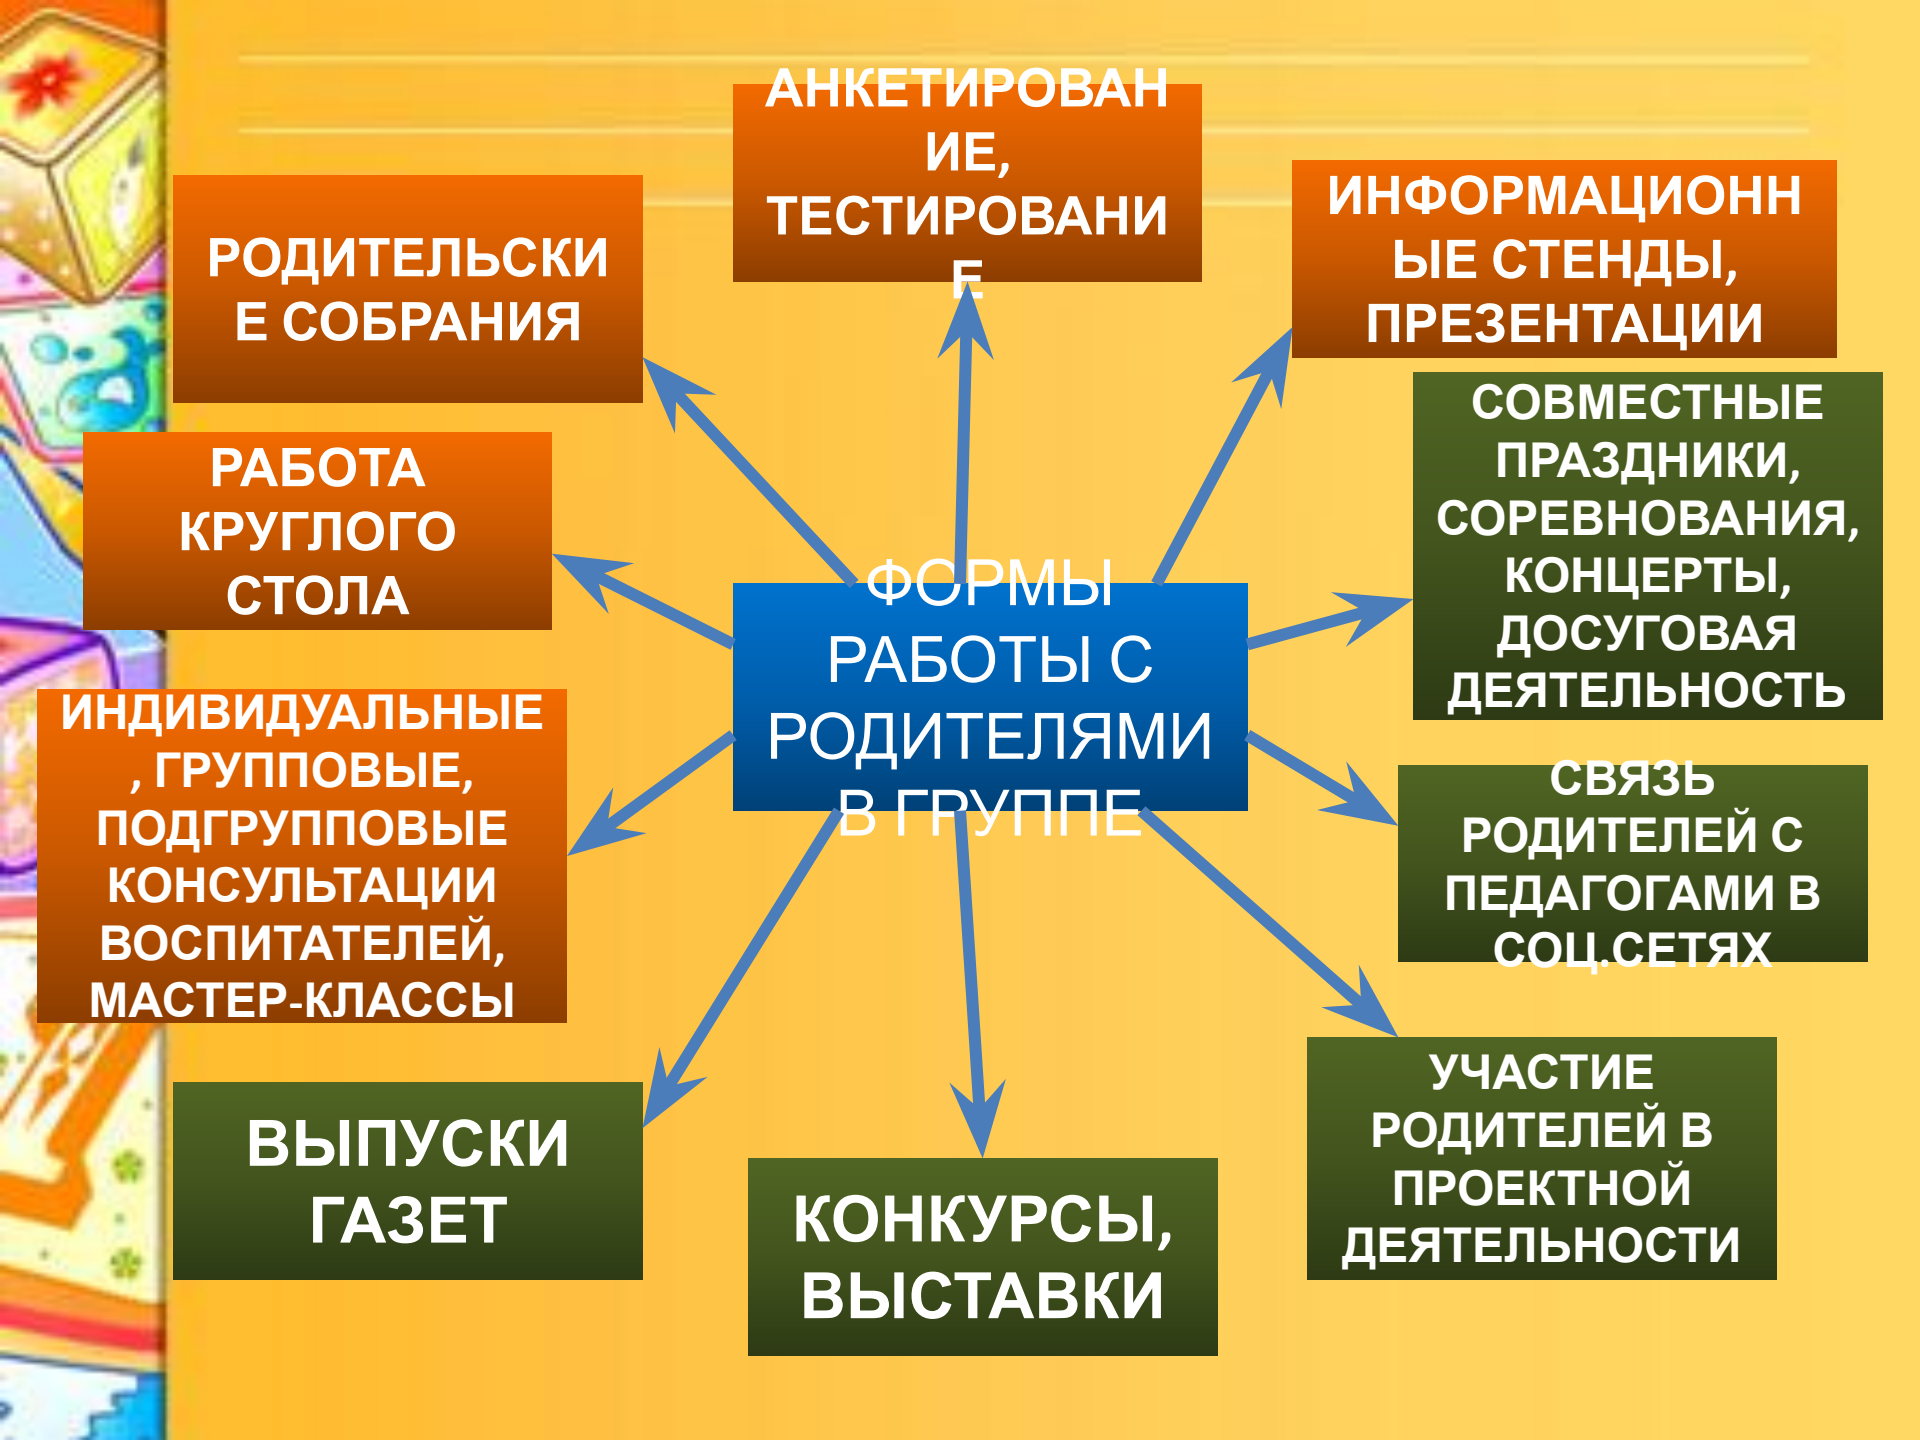 АНКЕТИРОВАН
ИЕ,
ТЕСТИРОВАНИ
Е
РОДИТЕЛЬСКИ
Е СОБРАНИЯ
ИНФОРМАЦИОНН
ЫЕ СТЕНДЫ,
ПРЕЗЕНТАЦИИ
РАБОТА
КРУГЛОГО
СТОЛА
СОВМЕСТНЫЕ
ПРАЗДНИКИ,
СОРЕВНОВАНИЯ,
КОНЦЕРТЫ,
ДОСУГОВАЯ
ДЕЯТЕЛЬНОСТЬ
ФОРМЫ
РАБОТЫ С
РОДИТЕЛЯМИ
В ГРУППЕ
ИНДИВИДУАЛЬНЫЕ
, ГРУППОВЫЕ,
ПОДГРУППОВЫЕ
КОНСУЛЬТАЦИИ
ВОСПИТАТЕЛЕЙ,
МАСТЕР-КЛАССЫ
СВЯЗЬ
РОДИТЕЛЕЙ С
ПЕДАГОГАМИ В
СОЦ.СЕТЯХ
ВЫПУСКИ
ГАЗЕТ
КОНКУРСЫ,
ВЫСТАВКИ
УЧАСТИЕ
РОДИТЕЛЕЙ В
ПРОЕКТНОЙ
ДЕЯТЕЛЬНОСТИ